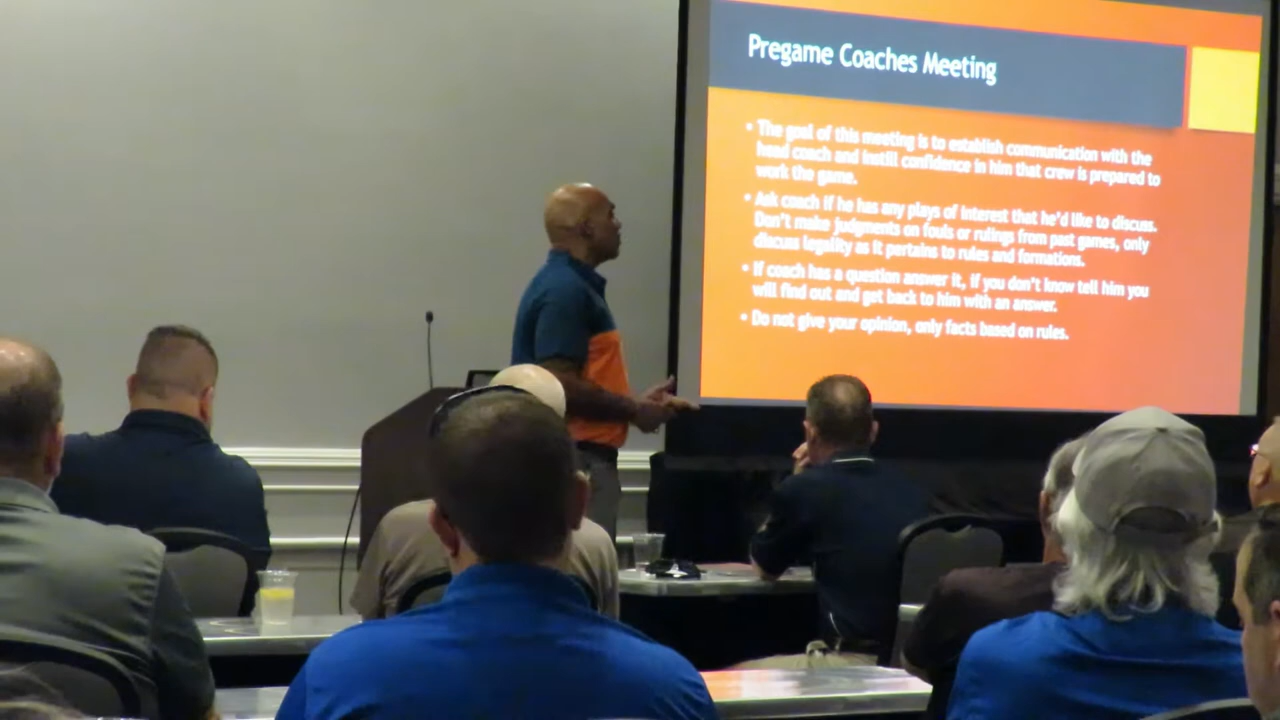 Pregame Coaches Meeting
• The goal of this meeting is to establish communication with the
head coach and instill confidence in him that crew is prepared to
work the game.
• Ask coach if he has any plays of interest that he'd like to discuss.
Don't make judgments on fouls or rulings from past games, only
discuss legality as it pertains to rules and formations.
• If coach has a question answer it, if you don't know tell him you
will find out and get back to him with an answer.
• Do not give your opinion, only facts based on rules.